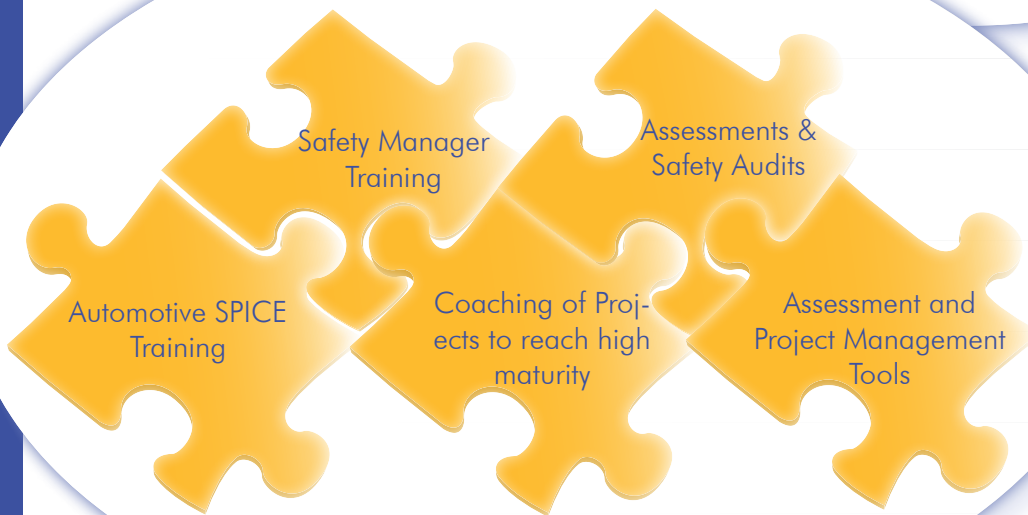 Safety Manager
Training
Assessments &
Safety Audits
Automotive SPICE
Training
Coaching of Proj-
ects to reach high
maturity
Assessment and
Project Management
Tools